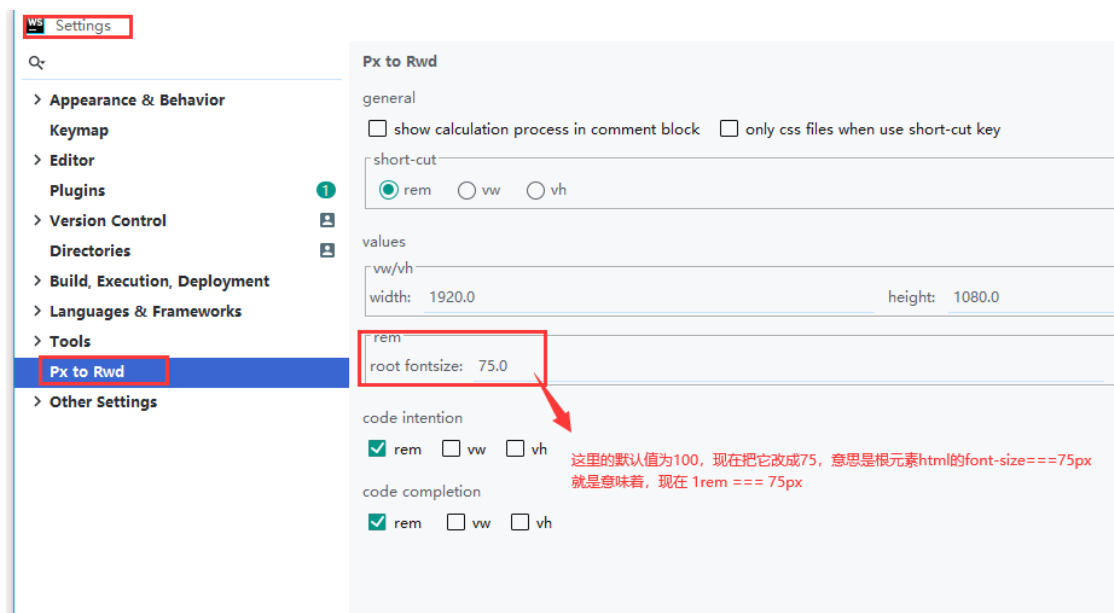 WS Settings
Px to Rwd
general
Appearance & Behavior
show calculation process in comment block only css files when use short-cut key
Keymap
Editor
short-cut
Plugins 1
rem vw vh
Version Control
Directories
values
Build, Execution, Deployment
vw/vh
width: 1920.0 height: 1080.0
Languages & Frameworks
Tools
rem
Px to Rwd
root fontsize: 75.0
Other Settings
code intention
rem vw vh
这里的默认值为100，现在把它改成75，意思是根元素html的font-size===75px
就是意味着，现在 1rem === 75px
code completion
rem vw vh